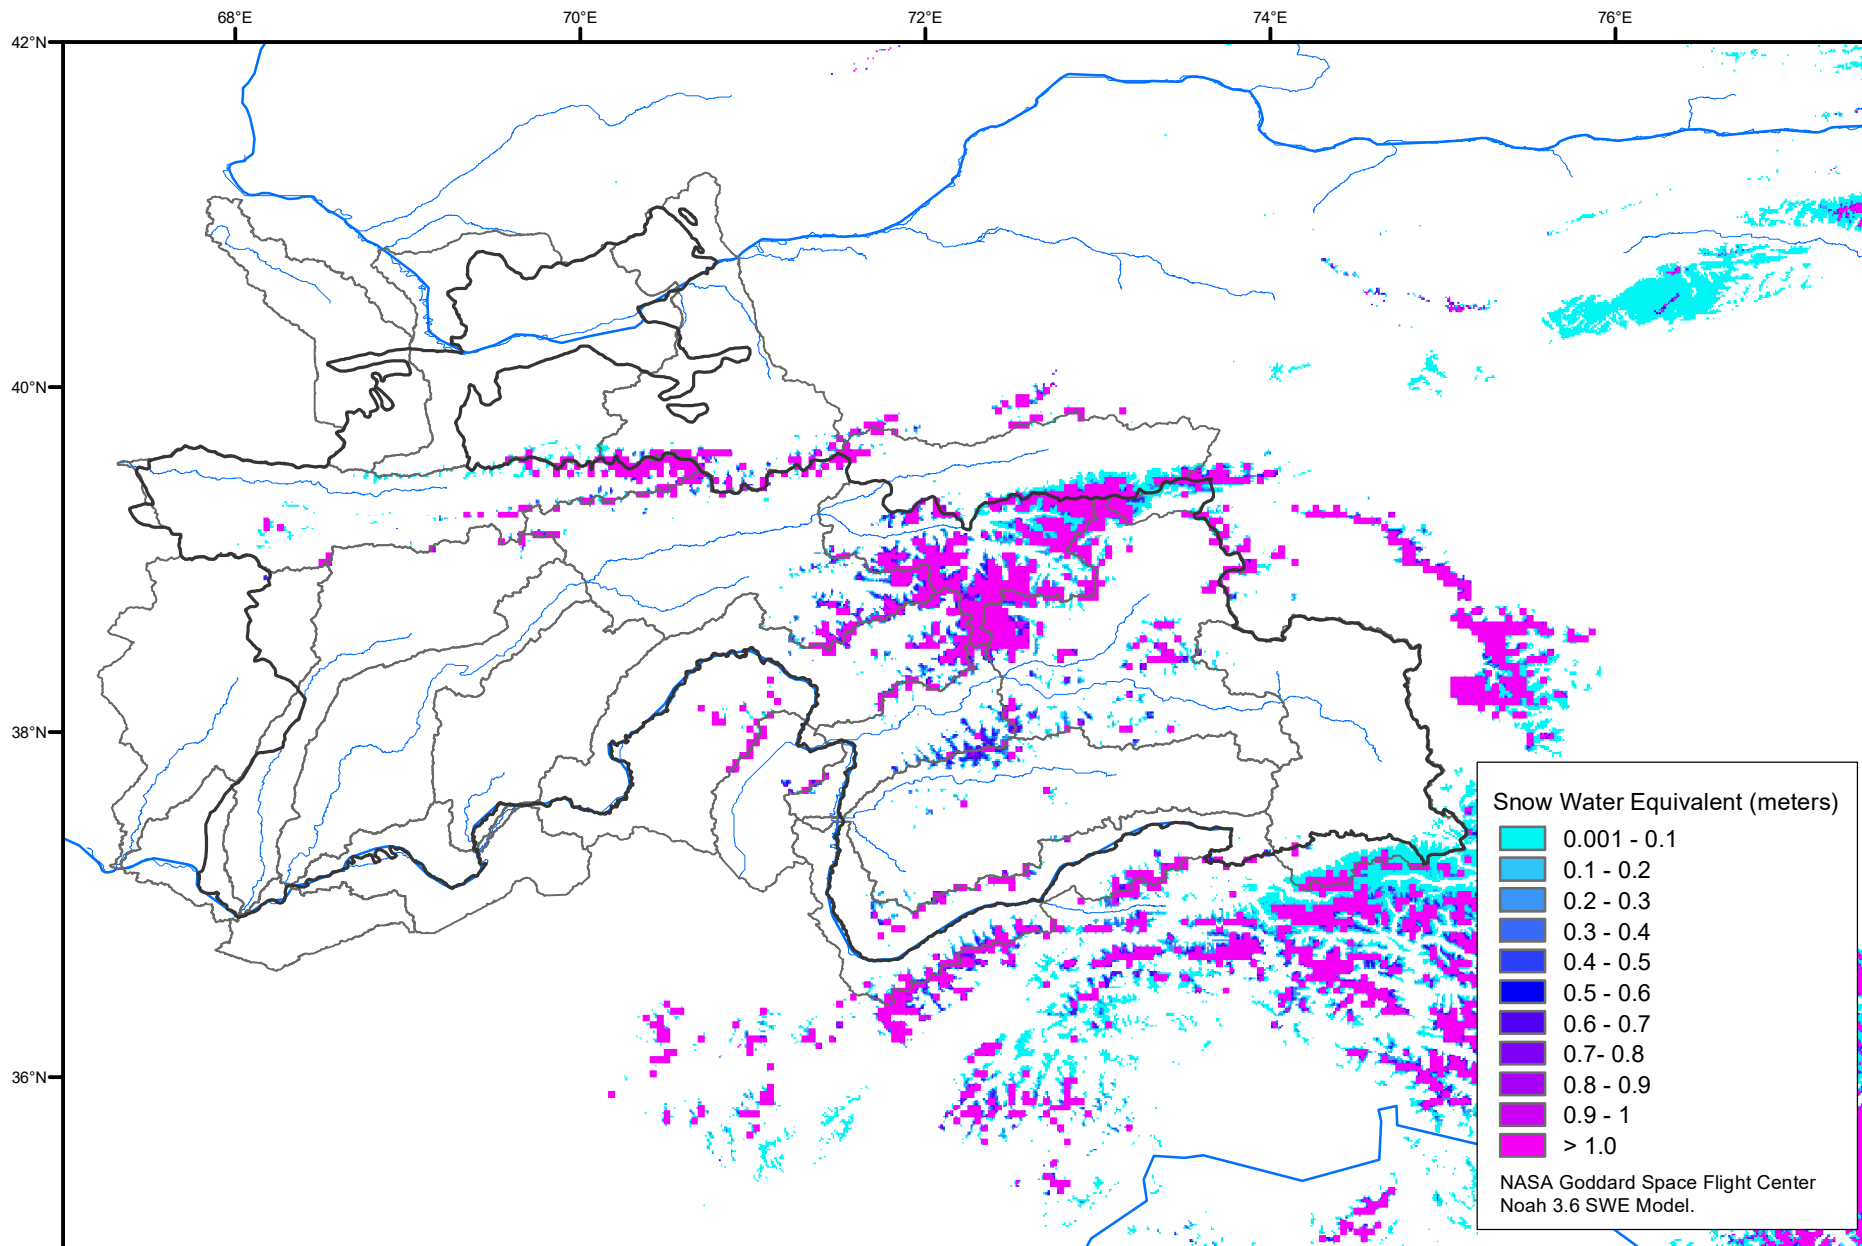 68°E 70°E 72°E 74°E 76°E
42°N
40°N
38°N
36°N
Snow Water Equivalent (meters)
0.001 - 0.1
0.1 - 0.2
0.2 - 0.3
0.3 - 0.4
0.4 - 0.5
0.5 - 0.6
0.6 - 0.7
0.7- 0.8
0.8 - 0.9
0.9 - 1
> 1.0
NASA Goddard Space Flight Center
Noah 3.6 SWE Model.